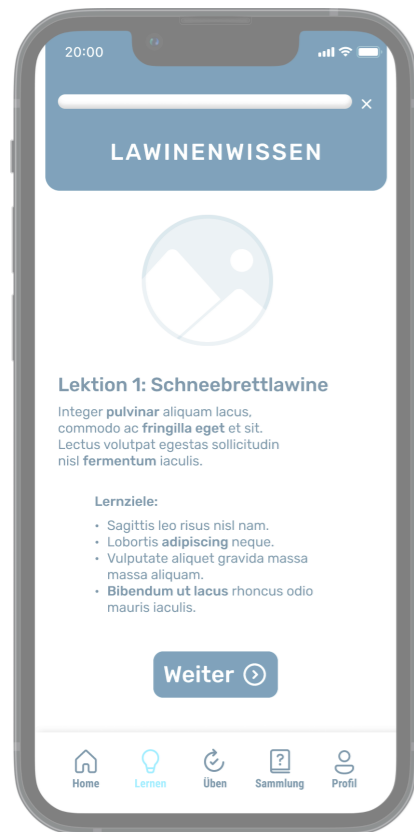 20:00
LAWINENWISSEN
Lektion 1: Schneebrettlawine
Integer pulvinar aliquam lacus,
commodo ac fringilla eget et sit.
Lectus volutpat egestas sollicitudin
nisl fermentum iaculis.
Lernziele:
• Sagittis leo risus nisl nam.
• Lobortis adipiscing neque.
• Vulputate aliquet gravida massa
massa aliquam.
• Bibendum ut lacus rhoncus odio
mauris iaculis.
Weiter
Home Lernen Üben Sammlung Profil